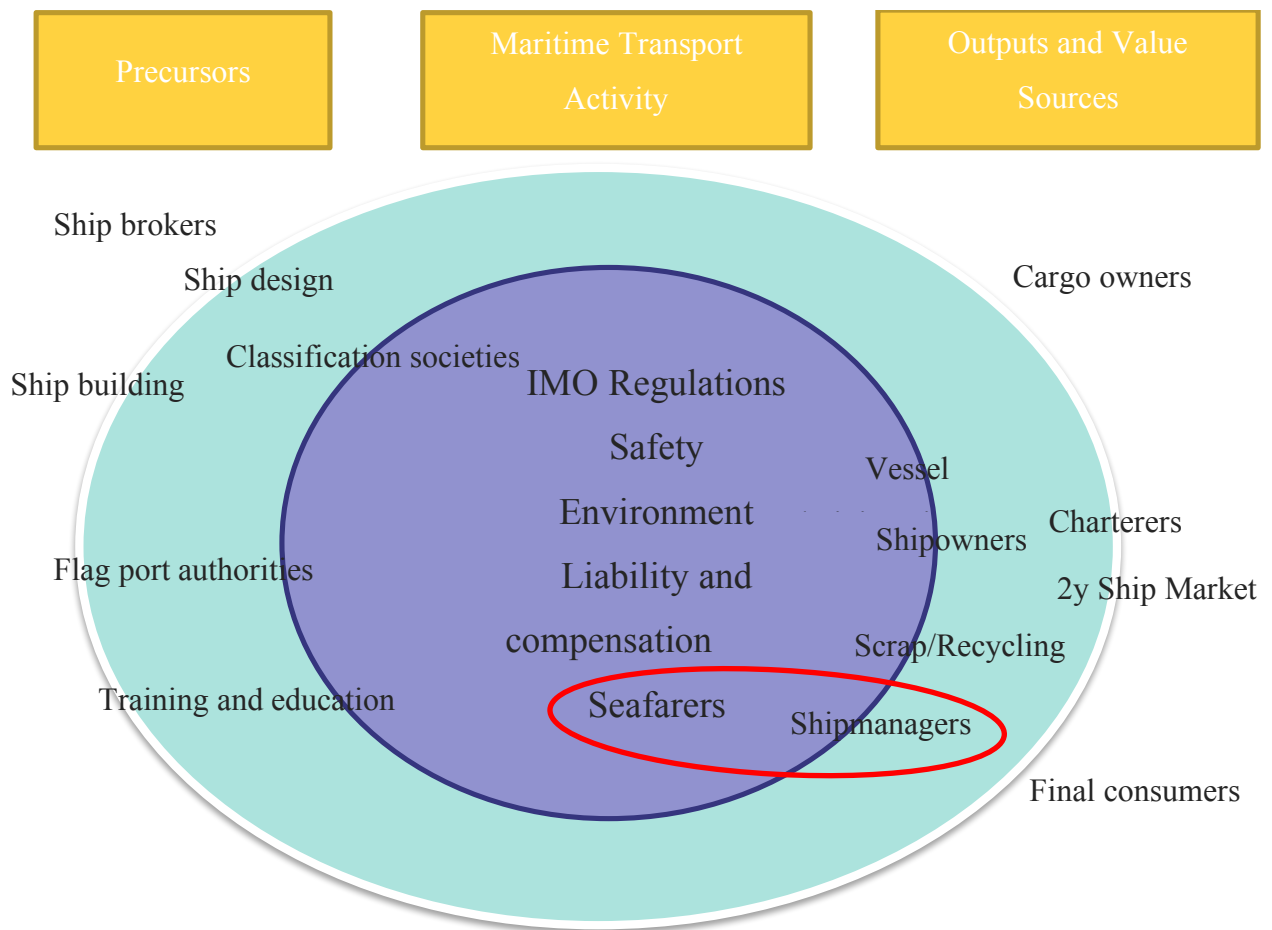 Precursors
Maritime Transport
Activity
Outputs and Value
Sources
Ship brokers
Ship design
Cargo owners
Classification societies
Ship building
IMO Regulations
Safety
Vessel
Environment
Charterers
Shipowners
Flag port authorities
Liability and
2y Ship Market
compensation
Scrap/Recycling
Training and education
Seafarers
Shipmanagers
Final consumers